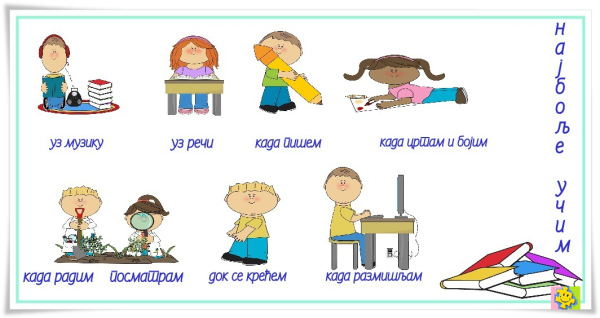 најбоље учим
уз музику
уз речи
када пишем
када цртам и бојим
када радим
посматрам
док се крећем
када размишљам